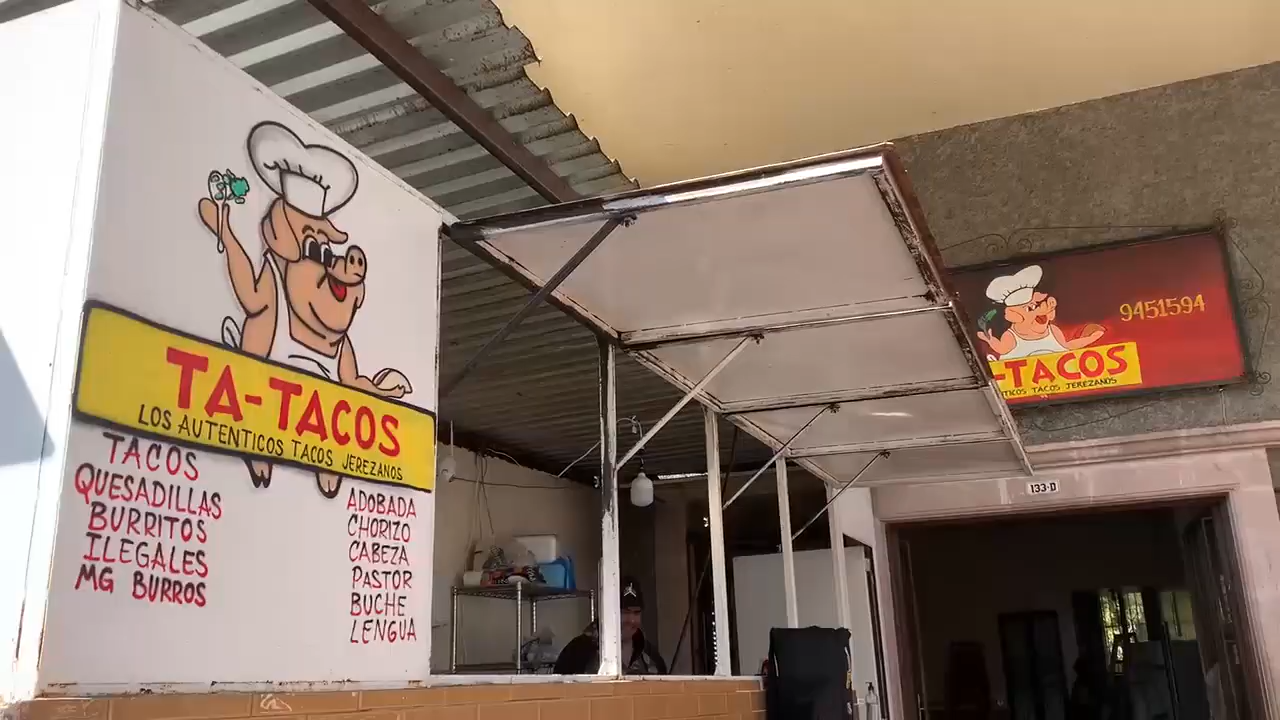 TA-TACOS
LOS AUTENTICOS TACOS JEREZANOS
TACOS
QUESADILLAS
BURRITOS
ILEGALES
MG BURROS
ADOBADA
CHORIZO
CABEZA
PASTOR
BUCHE
LENGUA
9451594
-TACOS
TICOS TACOS JEREZANOS
133-D